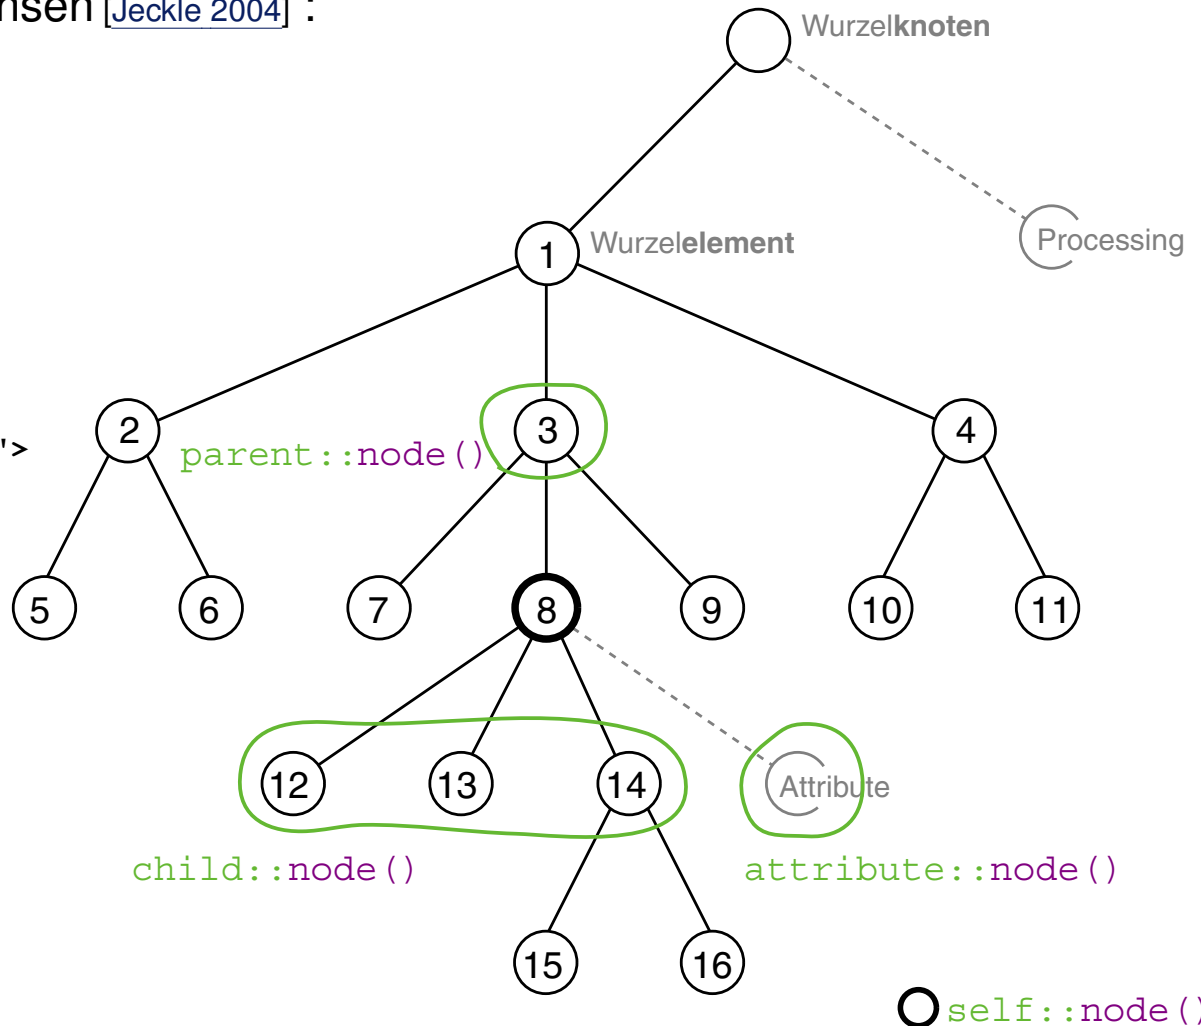 nsen [Jeckle 2004] :
Wurzelknoten
Processing
1 Wurzelelement
2
3
4
'>
parent::node()
5
6
7
8
9
10
11
12
13
14
Attribute
child::node()
attribute::node()
15
16
self::node()